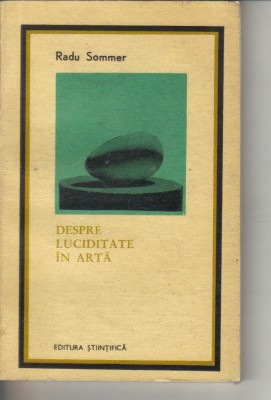 Radu Sommer
DESPRE
LUCIDITATE
ÎN ARTĂ
EDITURA ȘTIINȚIFICĂ